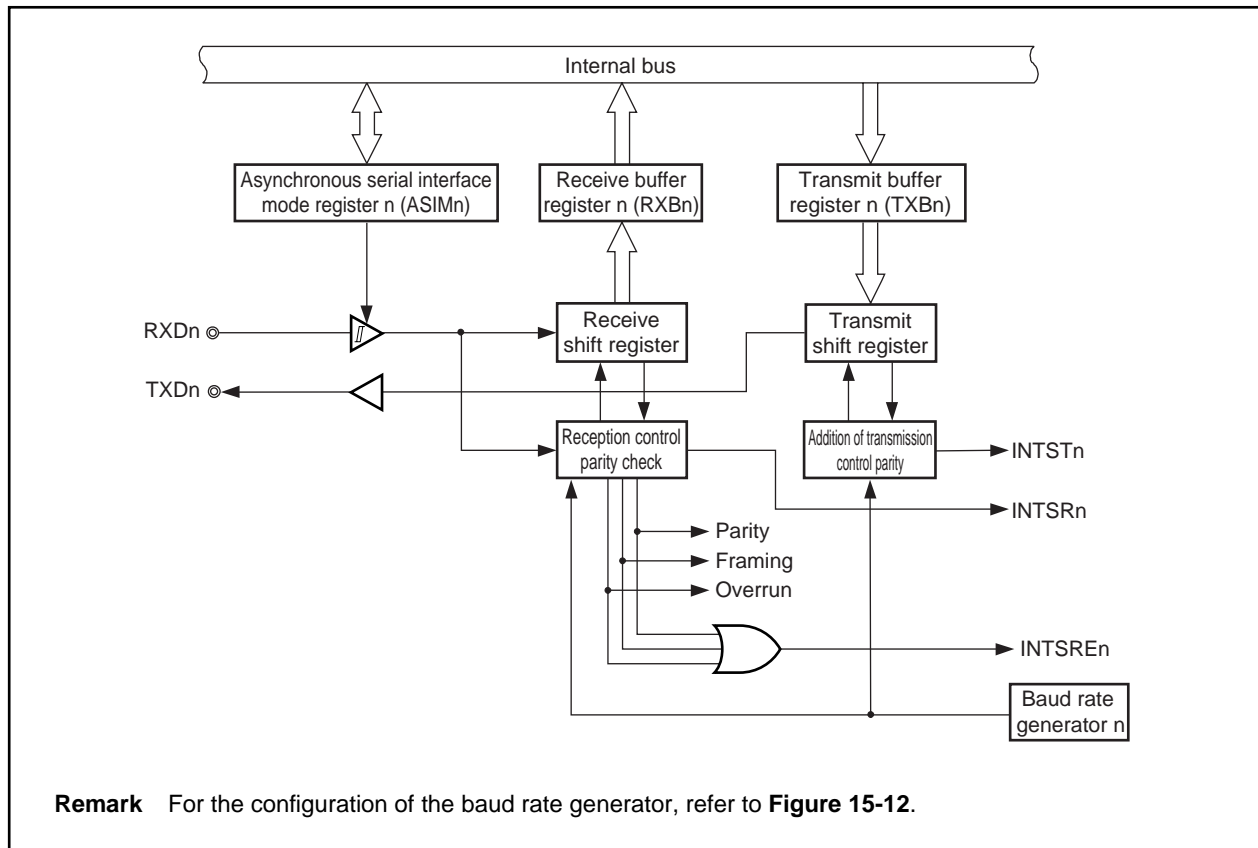 Internal bus
Asynchronous serial interface
mode register n (ASIMn)
Receive buffer
register n (RXBn)
Transmit buffer
register n (TXBn)
RXDn
Receive
shift register
Transmit
shift register
TXDn
Reception control
parity check
Addition of transmission
control parity
INTSTn
INTSRn
Parity
Framing
Overrun
INTSREn
Baud rate
generator n
Remark For the configuration of the baud rate generator, refer to Figure 15-12.